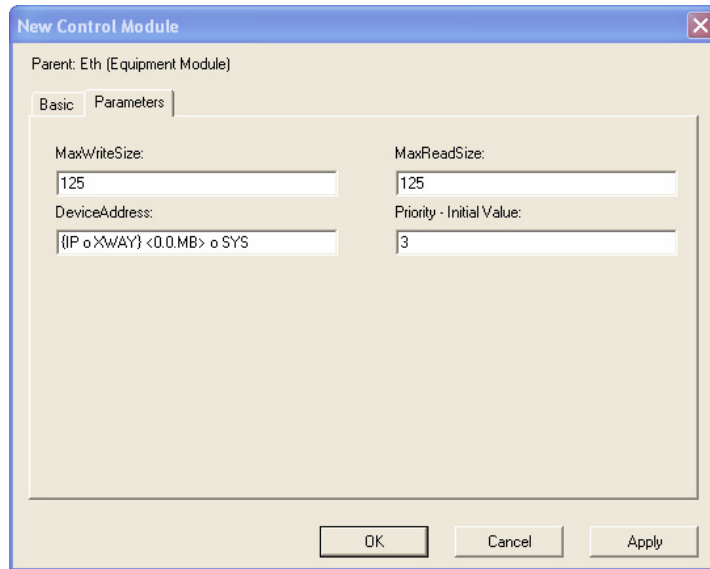 New Control Module
Parent: Eth (Equipment Module)
Basic Parameters
MaxWriteSize: MaxReadSize:
125 125
DeviceAddress: Priority - Initial Value:
{IP o XWAY} <0.0.MB> o SYS 3
OK Cancel Apply